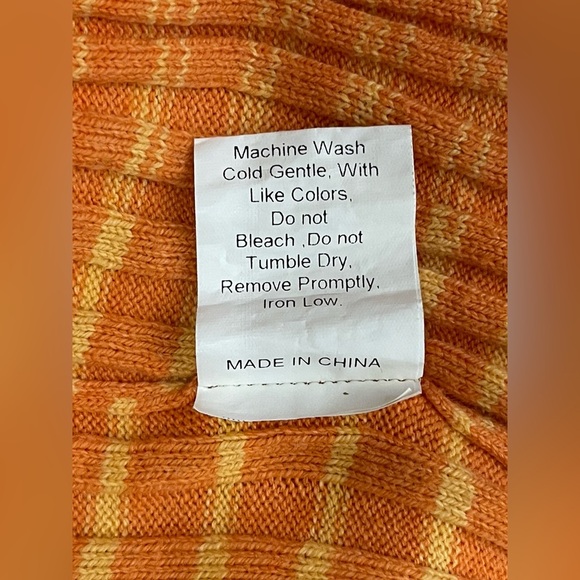 Machine Wash
Cold Gentle, With
Like Colors,
Do not
Bleach ,Do not
Tumble Dry,
Remove Promptly,
Iron Low.
MADE IN CHINA